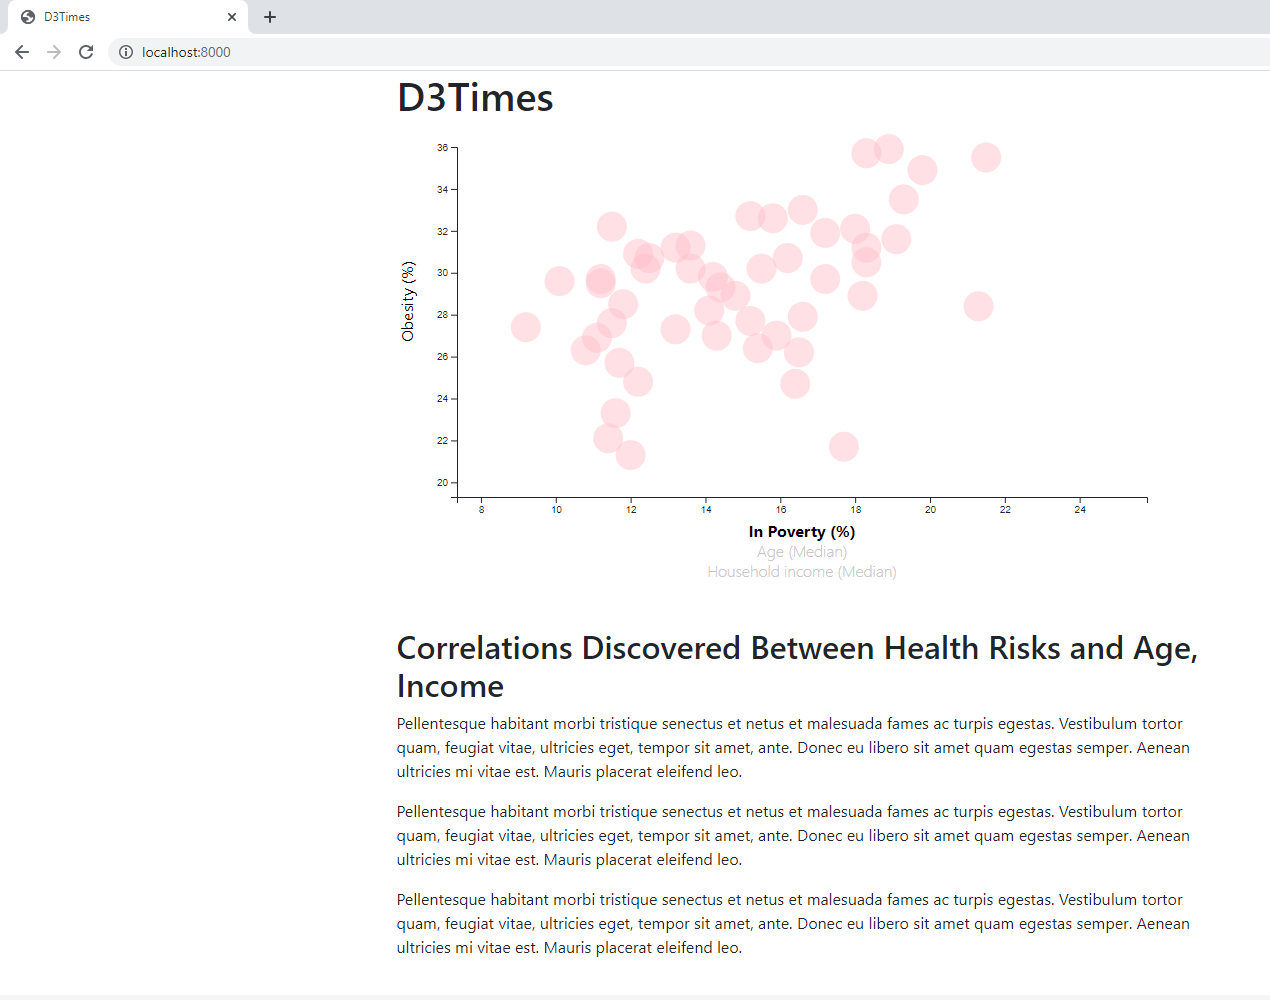 D3Times
localhost:8000
D3Times
36
34
32
30
28
26
24
22
20
Obesity (%)
8 10 12 14 16 18 20 22 24
In Poverty (%)
Age (Median)
Household income (Median)
Correlations Discovered Between Health Risks and Age,
Income
Pellentesque habitant morbi tristique senectus et netus et malesuada fames ac turpis egestas. Vestibulum tortor
quam, feugiat vitae, ultricies eget, tempor sit amet, ante. Donec eu libero sit amet quam egestas semper. Aenean
ultricies mi vitae est. Mauris placerat eleifend leo.
Pellentesque habitant morbi tristique senectus et netus et malesuada fames ac turpis egestas. Vestibulum tortor
quam, feugiat vitae, ultricies eget, tempor sit amet, ante. Donec eu libero sit amet quam egestas semper. Aenean
ultricies mi vitae est. Mauris placerat eleifend leo.
Pellentesque habitant morbi tristique senectus et netus et malesuada fames ac turpis egestas. Vestibulum tortor
quam, feugiat vitae, ultricies eget, tempor sit amet, ante. Donec eu libero sit amet quam egestas semper. Aenean
ultricies mi vitae est. Mauris placerat eleifend leo.